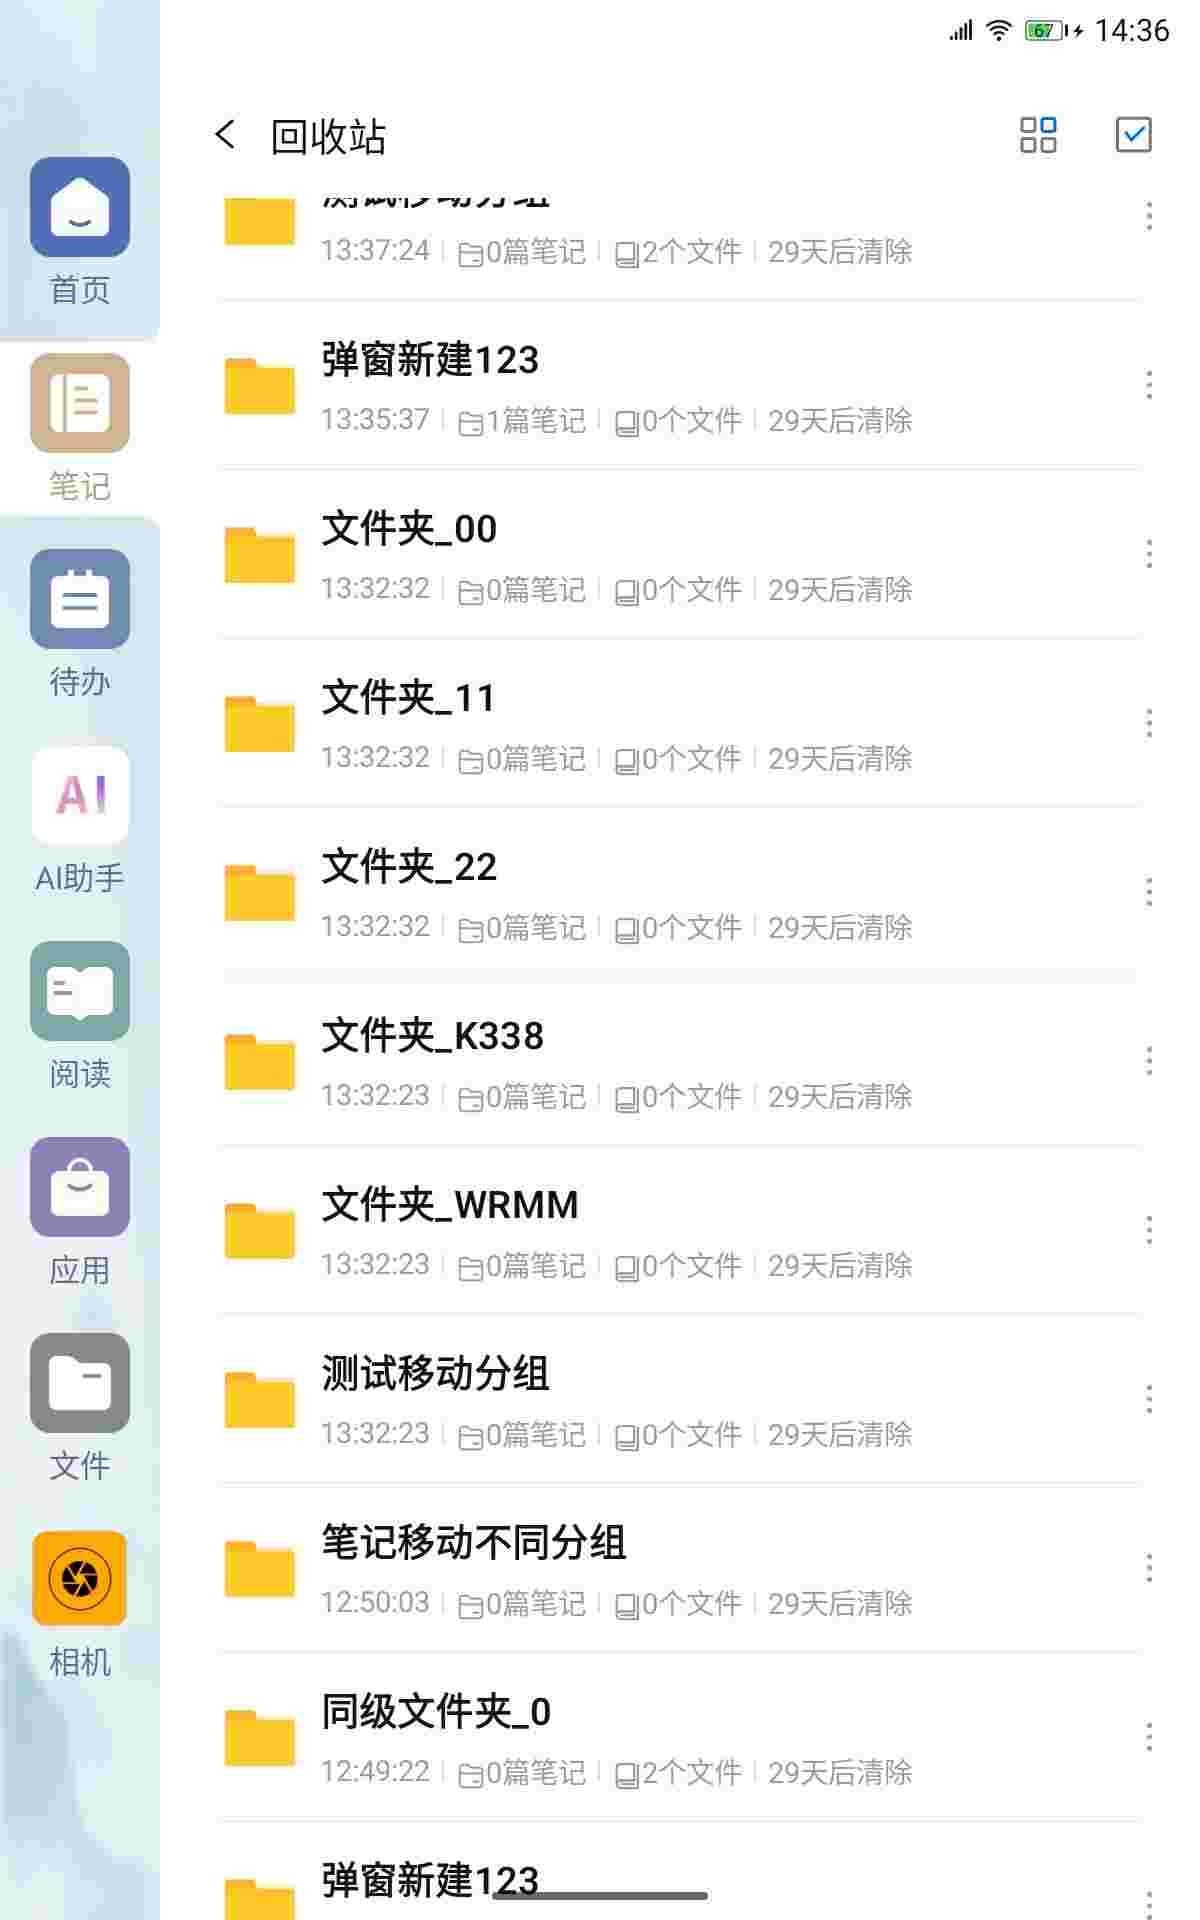 67 14:36
回收站
测试移动分组
13:37:24 0篇笔记 2个文件 29天后清除
弹窗新建123
13:35:37 1篇笔记 0个文件 29天后清除
文件夹_00
13:32:32 0篇笔记 0个文件 29天后清除
文件夹_11
13:32:32 0篇笔记 0个文件 29天后清除
文件夹_22
13:32:32 0篇笔记 0个文件 29天后清除
文件夹_K338
13:32:23 0篇笔记 0个文件 29天后清除
文件夹_WRMM
13:32:23 0篇笔记 0个文件 29天后清除
测试移动分组
13:32:23 0篇笔记 0个文件 29天后清除
笔记移动不同分组
12:50:03 0篇笔记 0个文件 29天后清除
同级文件夹_0
12:49:22 0篇笔记 2个文件 29天后清除
弹窗新建123
首页
笔记
待办
AI
AI助手
阅读
应用
文件
相机